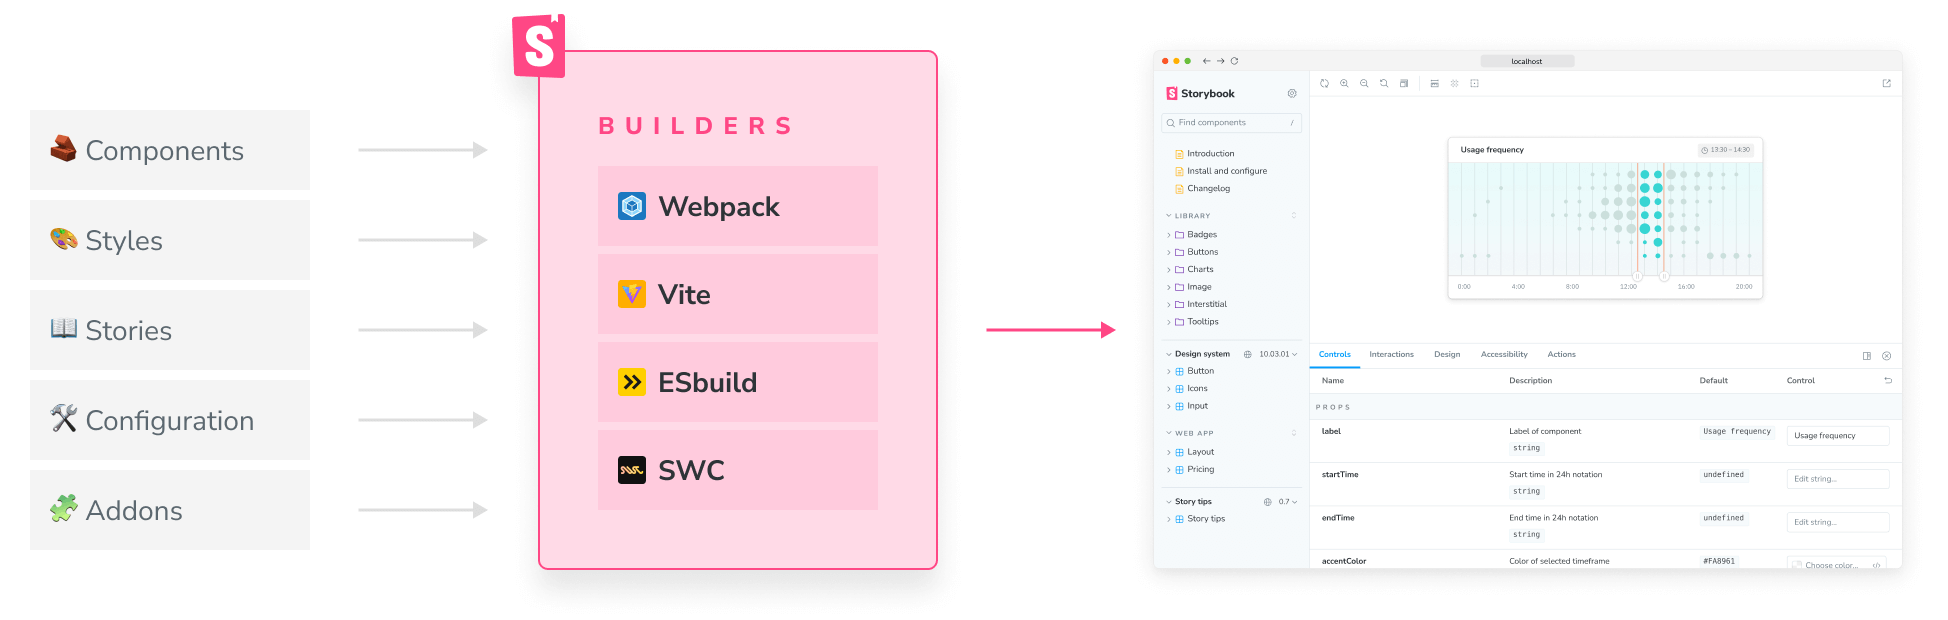 Components
Styles
Stories
Configuration
Addons
S
BUILDERS
Webpack
Vite
ESbuild
SWC
localhost
S Storybook
Find components /
Introduction
Install and configure
Changelog
LIBRARY
Badges
Buttons
Charts
Image
Interstitial
Tooltips
Design system 10.03.01
Button
Icons
Input
WEB APP
Layout
Pricing
Story tips 0.7
Story tips
Usage frequency 13:30 – 14:30
0:00 4:00 8:00 12:00 16:00 20:00
Controls Interactions Design Accessibility Actions
Name Description Default Control
PROPS
label Label of component Usage frequency Usage frequency
string
startTime Start time in 24h notation undefined Edit string...
string
endTime End time in 24h notation undefined Edit string...
string
accentColor Color of selected timeframe #FA8961 Choose color...